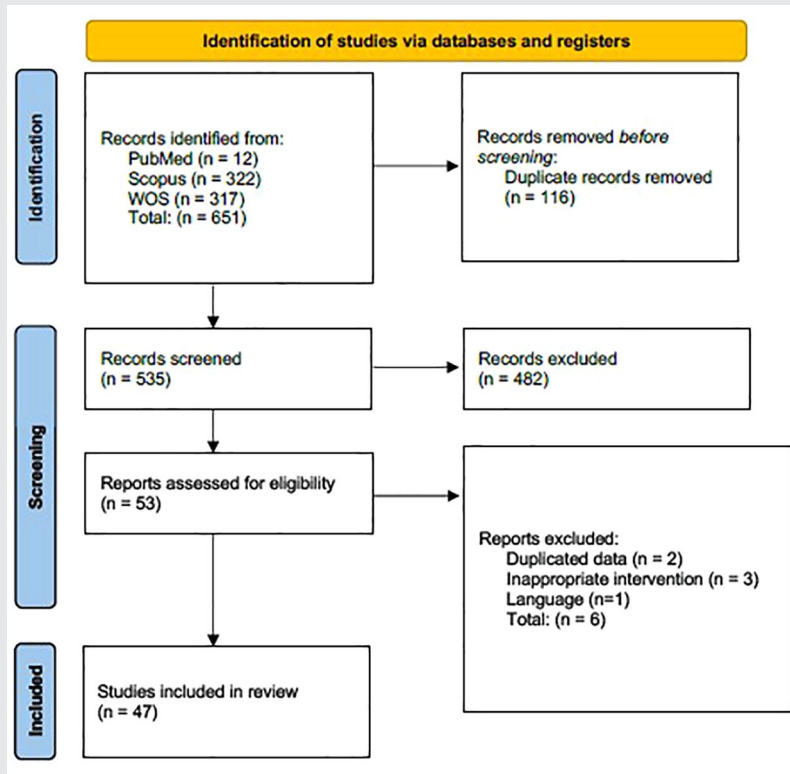 Identification of studies via databases and registers
Identification
Records identified from:
PubMed (n = 12)
Scopus (n = 322)
WOS (n = 317)
Total: (n = 651)
Records removed before
screening:
Duplicate records removed
(n = 116)
Screening
Records screened
(n = 535)
Records excluded
(n = 482)
Reports assessed for eligibility
(n = 53)
Reports excluded:
Duplicated data (n = 2)
Inappropriate intervention (n = 3)
Language (n=1)
Total: (n = 6)
Included
Studies included in review
(n = 47)